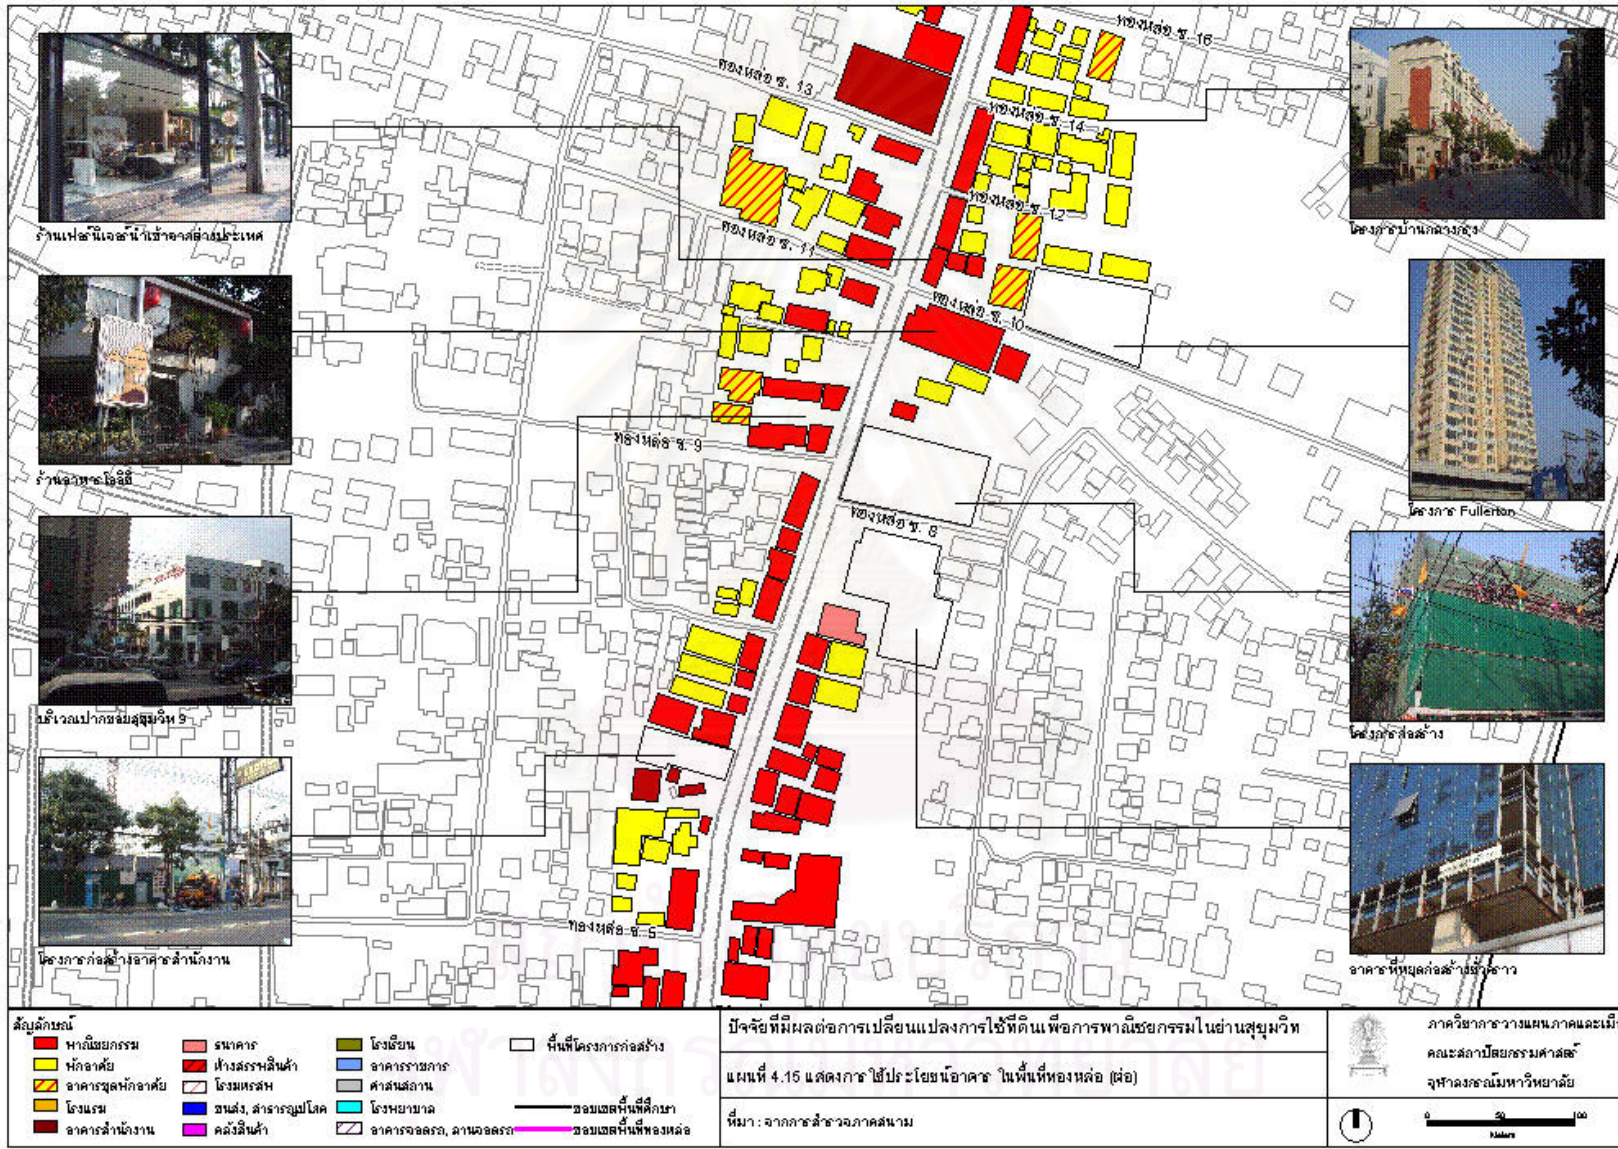 ทองหล่อ ซ. 16
ทองหล่อ ซ. 13
ทองหล่อ ซ. 14
ทองหล่อ ซ. 12
ทองหล่อ ซ. 11
ทองหล่อ ซ. 10
ทองหล่อ ซ. 9
ทองหล่อ ซ. 8
ทองหล่อ ซ. 5
ร้านเฟอร์นิเจอร์นำเข้าจากต่างประเทศ
ร้านอาหารโออิชิ
บริเวณปากซอยสุขุมวิท 9
โครงการก่อสร้างอาคารสำนักงาน
โครงการบ้านกลางกรุง
โครงการ Fullerton
โครงการก่อสร้าง
อาคารที่หยุดก่อสร้างชั่วคราว
สัญลักษณ์
พาณิชยกรรม
พักอาศัย
อาคารชุดพักอาศัย
โรงแรม
อาคารสำนักงาน
ธนาคาร
ห้างสรรพสินค้า
โรงมหรสพ
ขนส่ง, สาธารณูปโภค
คลังสินค้า
โรงเรียน
อาคารราชการ
ศาสนสถาน
โรงพยาบาล
อาคารจอดรถ, ลานจอดรถ
พื้นที่โครงการก่อสร้าง
ขอบเขตพื้นที่ศึกษา
ขอบเขตพื้นที่ทองหล่อ
ปัจจัยที่มีผลต่อการเปลี่ยนแปลงการใช้ที่ดินเพื่อการพาณิชยกรรมในย่านสุขุมวิท
แผนที่ 4.15 แสดงการใช้ประโยชน์อาคาร ในพื้นที่ทองหล่อ (ต่อ)
ที่มา : จากการสำรวจภาคสนาม
ภาควิชาการวางแผนภาคและเมือ
คณะสถาปัตยกรรมศาสตร์
จุฬาลงกรณ์มหาวิทยาลัย
0 50 100
Meters